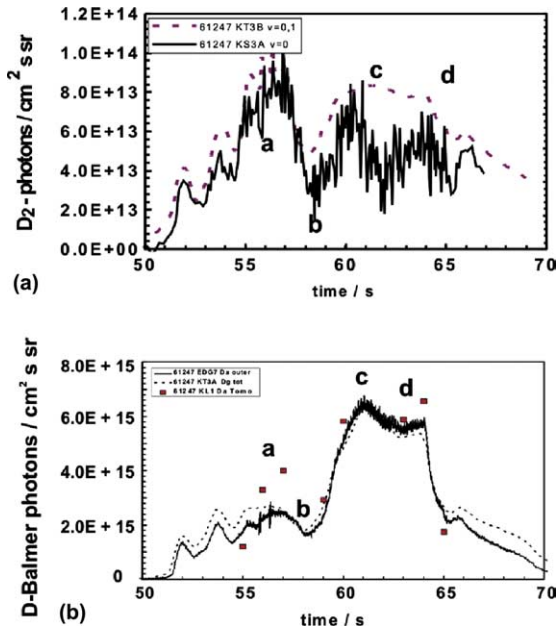 1.2E+14
1.0E+14
8.0E+13
6.0E+13
4.0E+13
2.0E+13
0.0E+00
D2-photons/cm2 s sr
61247 KT3B v=0,1
61247 KS3A v=0
a
b
c
d
50 55 60 65 70
time / s
(a)
8.0E + 15
6.0E + 15
4.0E + 15
2.0E + 15
0
D-Balmer photons/cm2 s sr
61247 EDG7 Da outer
61247 KT3A Dg tot
61247 KL1 Da Tomo
a
b
c
d
50 55 60 65 70
time / s
(b)